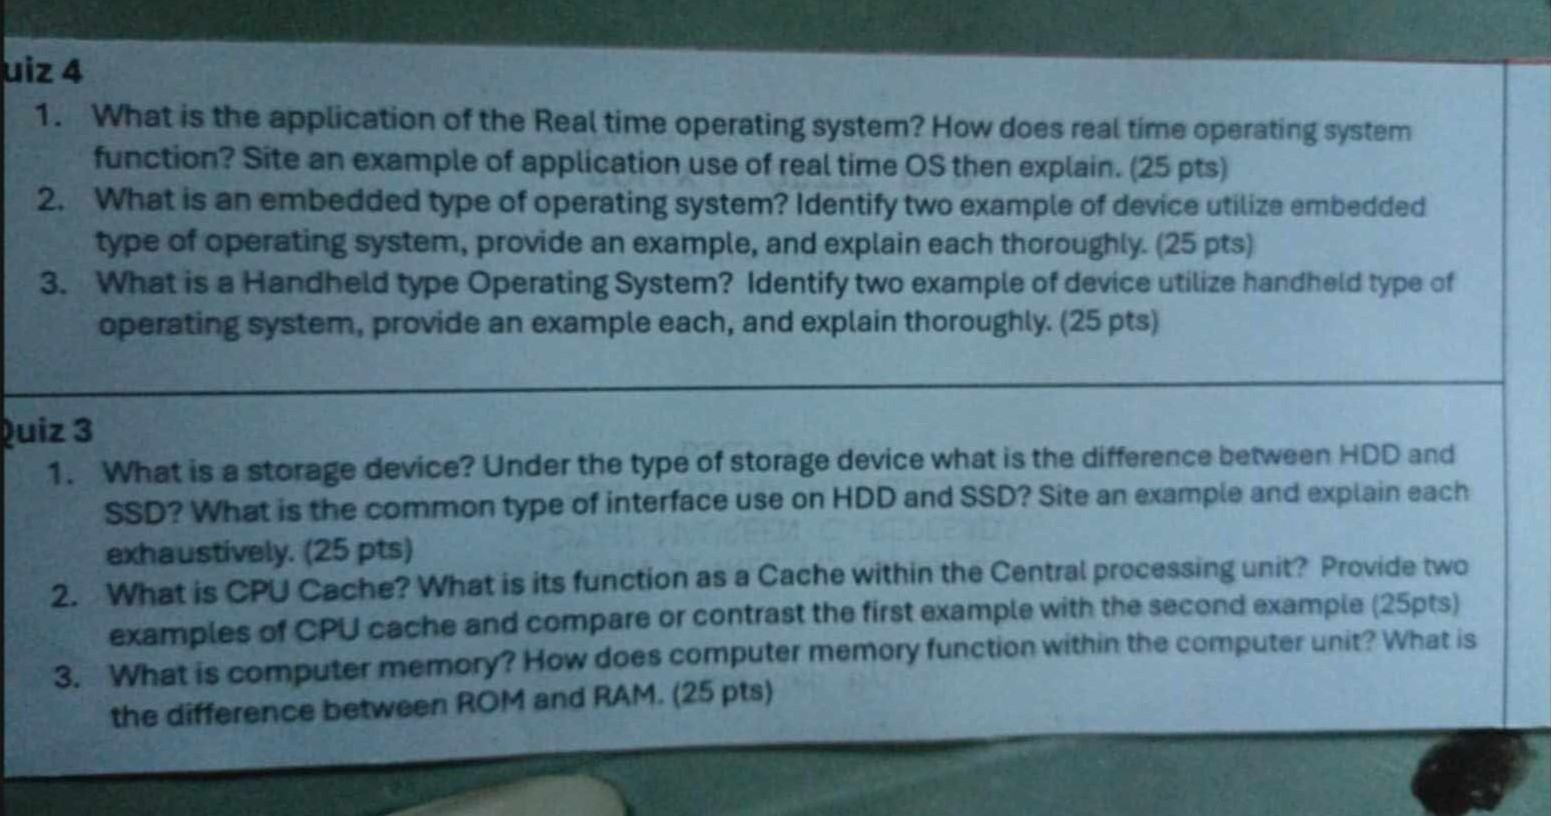 uiz 4
1. What is the application of the Real time operating system? How does real time operating system
function? Site an example of application use of real time OS then explain. (25 pts)
2. What is an embedded type of operating system? Identify two example of device utilize embedded
type of operating system, provide an example, and explain each thoroughly. (25 pts)
3. What is a Handheld type Operating System? Identify two example of device utilize handheld type of
operating system, provide an example each, and explain thoroughly. (25 pts)
Quiz 3
1. What is a storage device? Under the type of storage device what is the difference between HDD and
SSD? What is the common type of interface use on HDD and SSD? Site an example and explain each
exhaustively. (25 pts)
2. What is CPU Cache? What is its function as a Cache within the Central processing unit? Provide two
examples of CPU cache and compare or contrast the first example with the second example (25pts)
3. What is computer memory? How does computer memory function within the computer unit? What is
the difference between ROM and RAM. (25 pts)